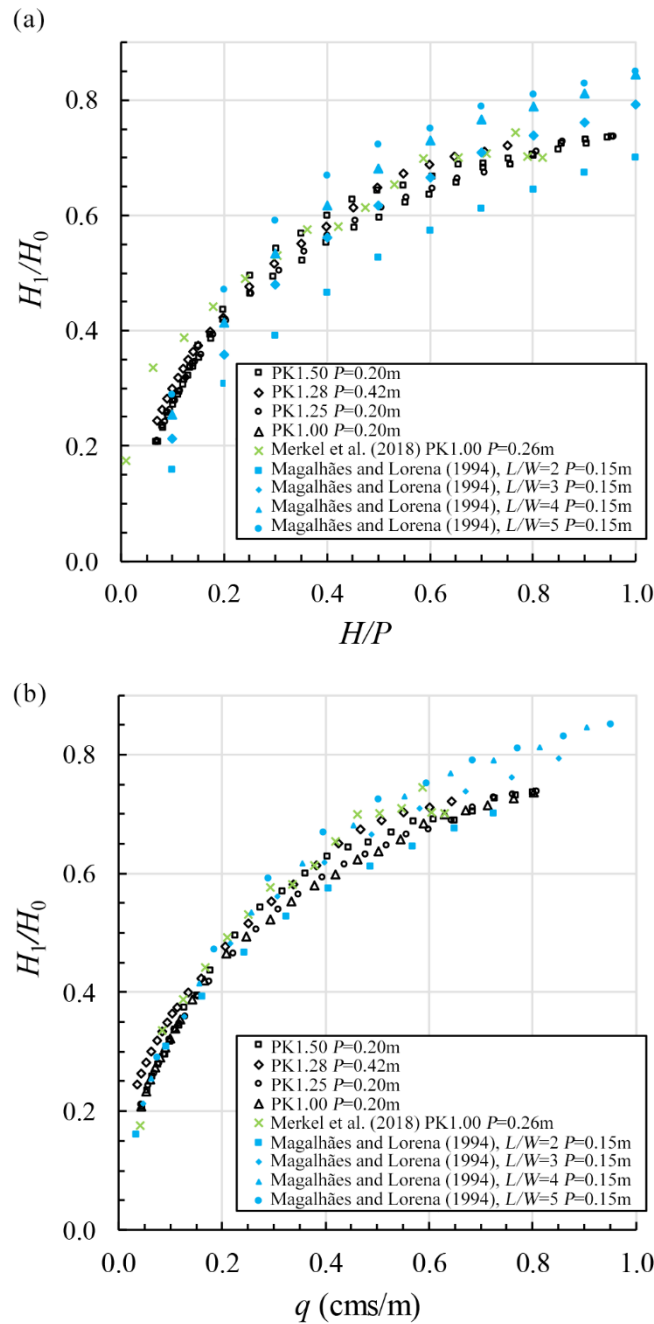 (a)
0.8
0.6
0.4
0.2
0.0
H1/H0
PK1.50 P=0.20m
PK1.28 P=0.42m
PK1.25 P=0.20m
PK1.00 P=0.20m
Merkel et al. (2018) PK1.00 P=0.26m
Magalhães and Lorena (1994), L/W=2 P=0.15m
Magalhães and Lorena (1994), L/W=3 P=0.15m
Magalhães and Lorena (1994), L/W=4 P=0.15m
Magalhães and Lorena (1994), L/W=5 P=0.15m
0.0 0.2 0.4 0.6 0.8 1.0
H/P
(b)
0.8
0.6
0.4
0.2
0.0
H1/H0
PK1.50 P=0.20m
PK1.28 P=0.42m
PK1.25 P=0.20m
PK1.00 P=0.20m
Merkel et al. (2018) PK1.00 P=0.26m
Magalhães and Lorena (1994), L/W=2 P=0.15m
Magalhães and Lorena (1994), L/W=3 P=0.15m
Magalhães and Lorena (1994), L/W=4 P=0.15m
Magalhães and Lorena (1994), L/W=5 P=0.15m
0.0 0.2 0.4 0.6 0.8 1.0
q (cms/m)